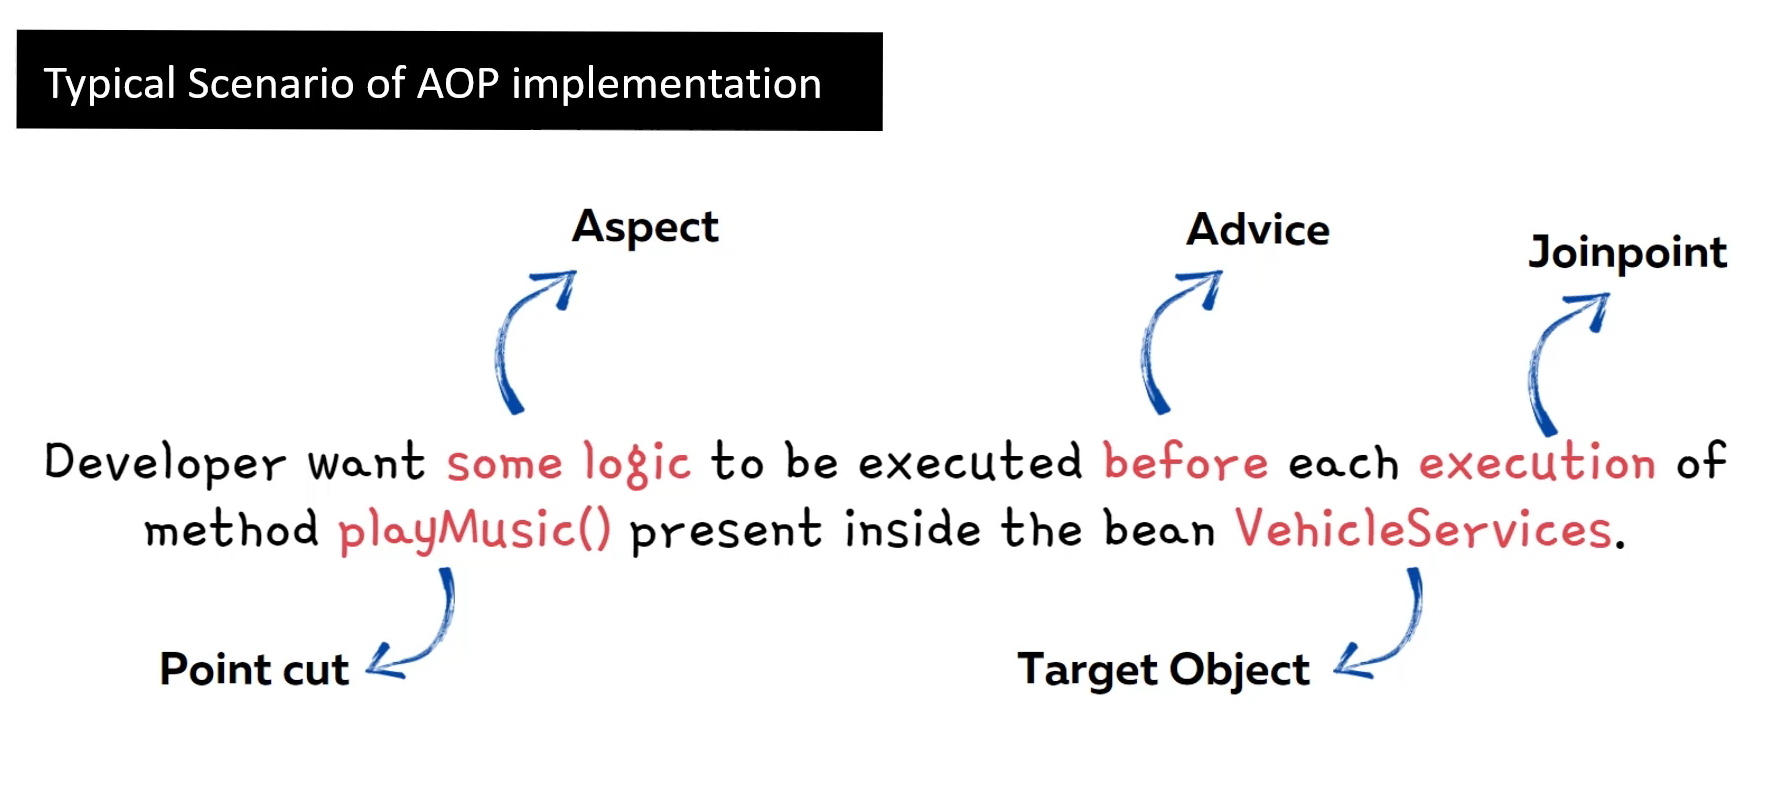 Typical Scenario of AOP implementation
Aspect
Advice
Joinpoint
Developer want some logic to be executed before each execution of
method playMusic() present inside the bean VehicleServices.
Point cut
Target Object